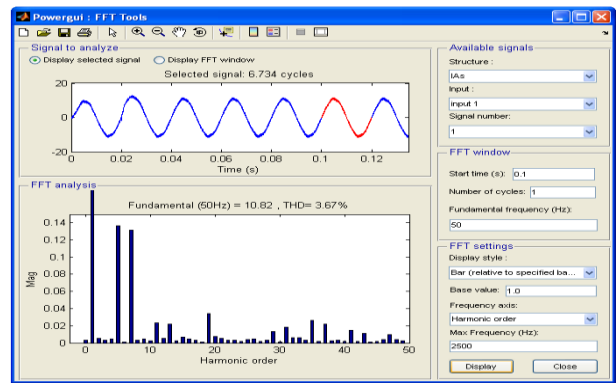 Powergui : FFT Tools
Signal to analyze
Display selected signal
Display FFT window
Selected signal: 6.734 cycles
20
0
-20
0 0.02 0.04 0.06 0.08 0.1 0.12
Time (s)
FFT analysis
Fundamental (50Hz) = 10.82 , THD= 3.67%
0.14
0.12
0.1
0.08
0.06
0.04
0.02
0
Mag
0 10 20 30 40 50
Harmonic order
Available signals
Structure :
IAs
Input :
input 1
Signal number:
1
FFT window
Start time (s): 0.1
Number of cycles: 1
Fundamental frequency (Hz):
50
FFT settings
Display style :
Bar (relative to specified ba...
Base value: 1.0
Frequency axis:
Harmonic order
Max Frequency (Hz):
2500
Display
Close